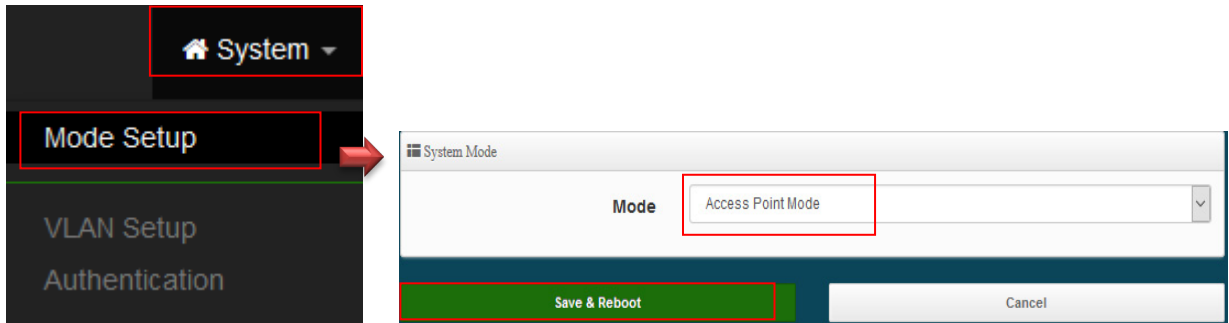 System
Mode Setup
VLAN Setup
Authentication
System Mode
Mode
Access Point Mode
Save & Reboot
Cancel